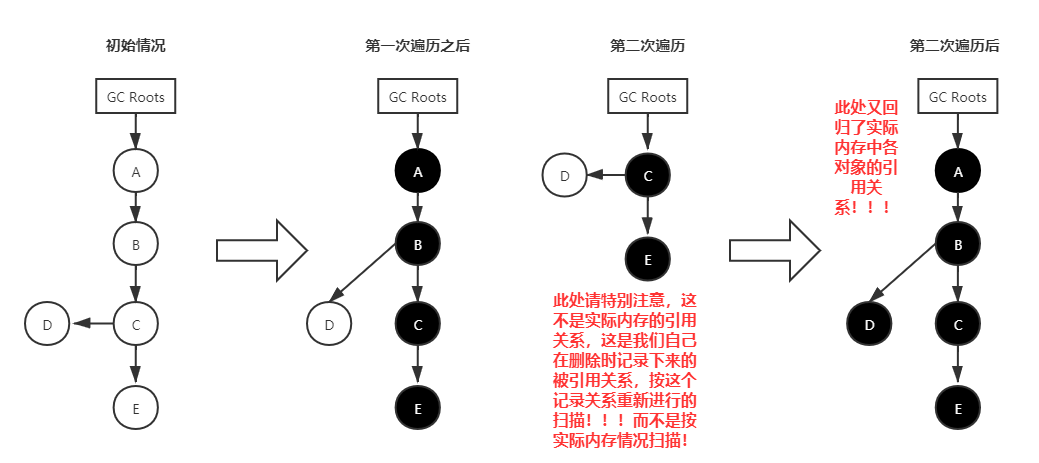 初始情况
GC Roots
A
B
D
C
E
第一次遍历之后
GC Roots
A
B
D
C
E
第二次遍历
GC Roots
D
C
E
此处请特别注意，这
不是实际内存的引用
关系，这是我们自己
在删除时记录下来的
被引用关系，按这个
记录关系重新进行的
扫描！！！而不是按
实际内存情况扫描！
第二次遍历后
GC Roots
此处又回
归了实际
内存中各
对象的引
用关
系！！！
A
B
D
C
E